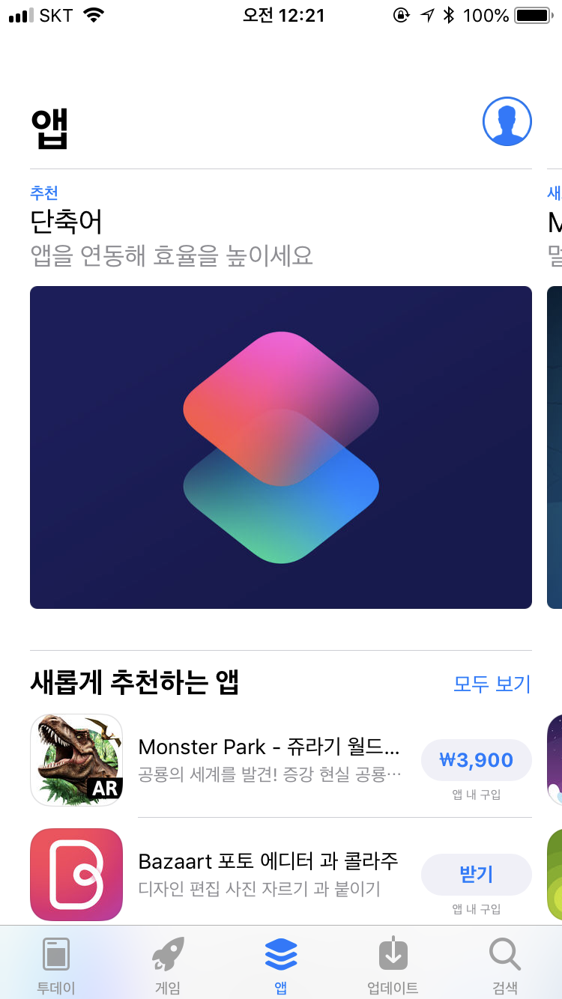 SKT 오전 12:21 100%
앱
추천
단축어
앱을 연동해 효율을 높이세요
새
M
말
새롭게 추천하는 앱 모두 보기
Monster Park - 쥬라기 월드...
공룡의 세계를 발견! 증강 현실 공룡...
₩3,900
앱 내 구입
AR
Bazaart 포토 에디터 과 콜라주
디자인 편집 사진 자르기 과 붙이기
받기
앱 내 구입
투데이 게임 앱 업데이트 검색